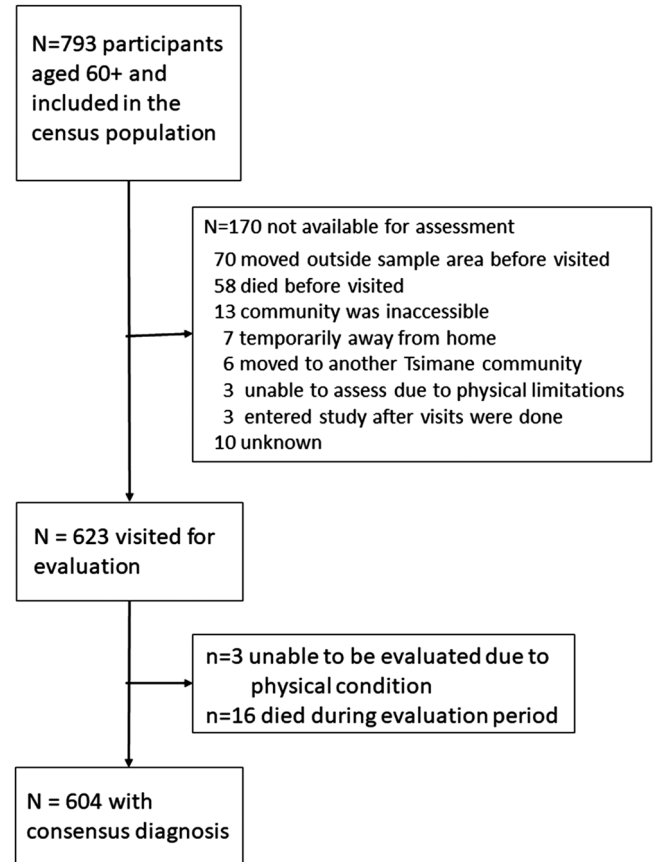 N=793 participants
aged 60+ and
included in the
census population
N=170 not available for assessment
70 moved outside sample area before visited
58 died before visited
13 community was inaccessible
7 temporarily away from home
6 moved to another Tsimane community
3 unable to assess due to physical limitations
3 entered study after visits were done
10 unknown
N = 623 visited for
evaluation
n=3 unable to be evaluated due to
physical condition
n=16 died during evaluation period
N = 604 with
consensus diagnosis